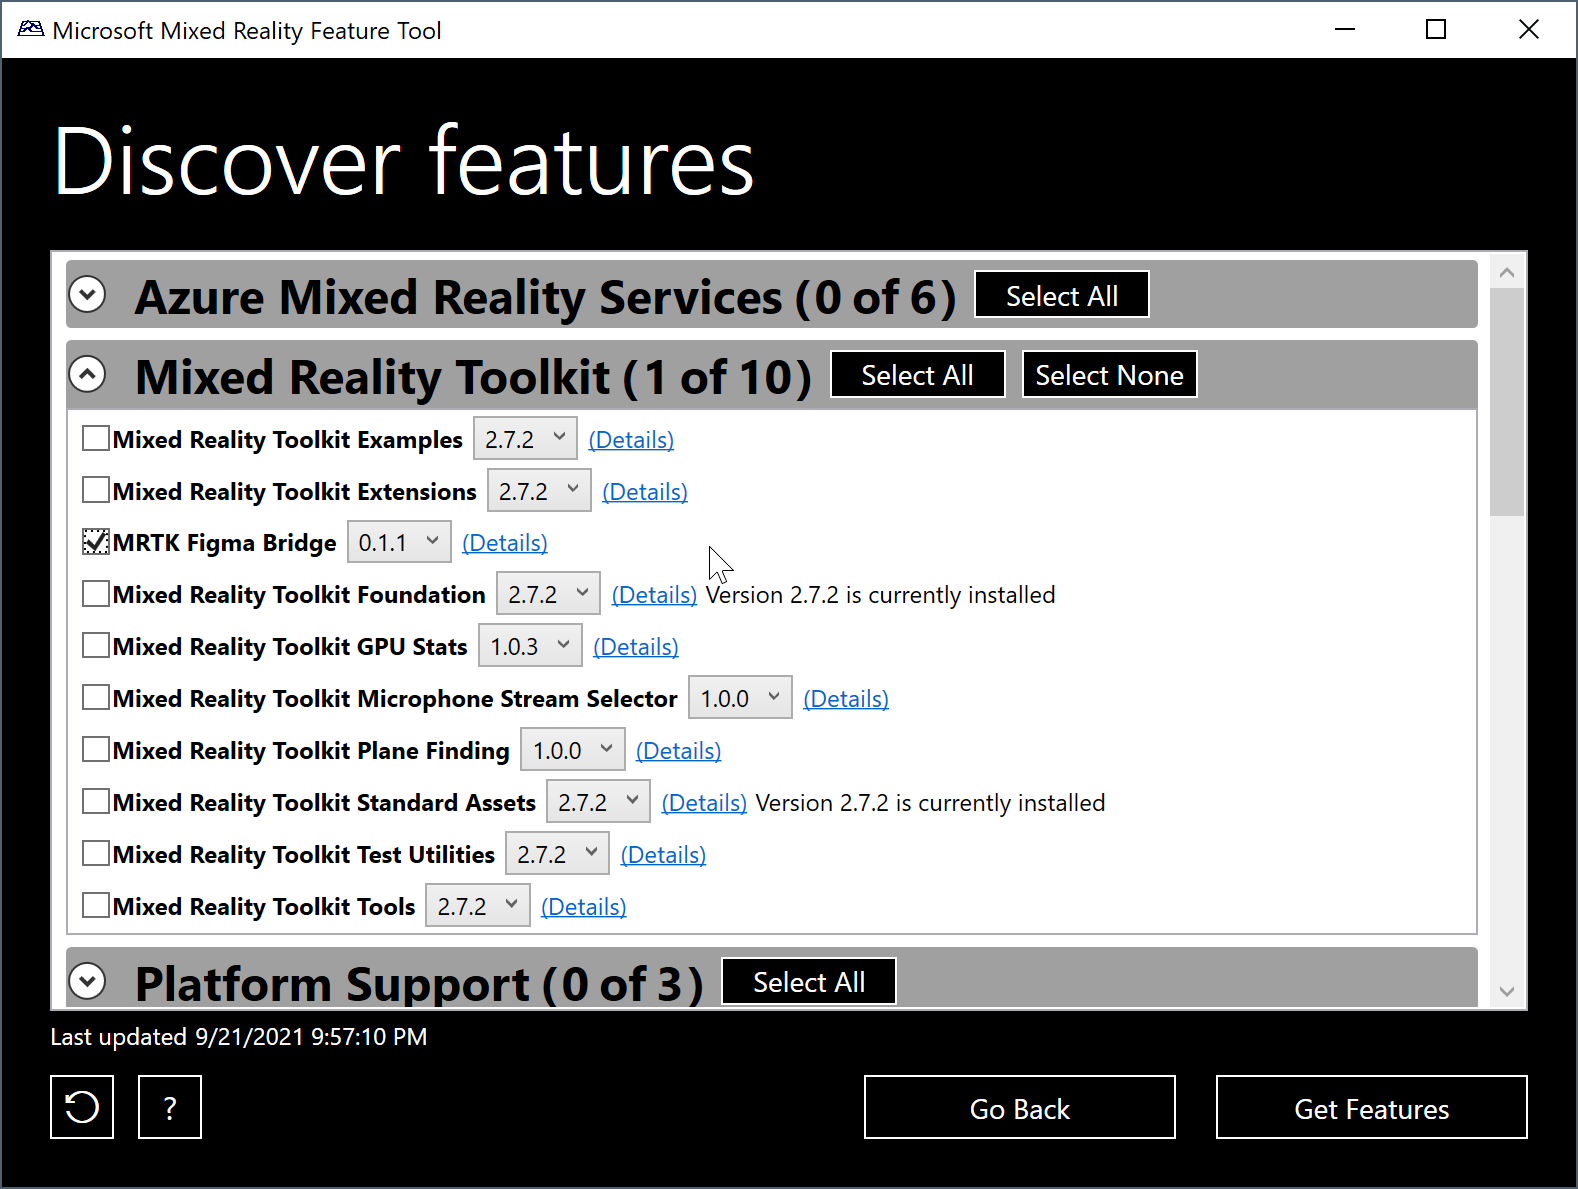 Microsoft Mixed Reality Feature Tool
Discover features
Azure Mixed Reality Services (0 of 6) Select All
Mixed Reality Toolkit (1 of 10) Select All Select None
Mixed Reality Toolkit Examples 2.7.2 (Details)
Mixed Reality Toolkit Extensions 2.7.2 (Details)
MRTK Figma Bridge 0.1.1 (Details)
Mixed Reality Toolkit Foundation 2.7.2 (Details) Version 2.7.2 is currently installed
Mixed Reality Toolkit GPU Stats 1.0.3 (Details)
Mixed Reality Toolkit Microphone Stream Selector 1.0.0 (Details)
Mixed Reality Toolkit Plane Finding 1.0.0 (Details)
Mixed Reality Toolkit Standard Assets 2.7.2 (Details) Version 2.7.2 is currently installed
Mixed Reality Toolkit Test Utilities 2.7.2 (Details)
Mixed Reality Toolkit Tools 2.7.2 (Details)
Platform Support (0 of 3) Select All
Last updated 9/21/2021 9:57:10 PM
? Go Back Get Features